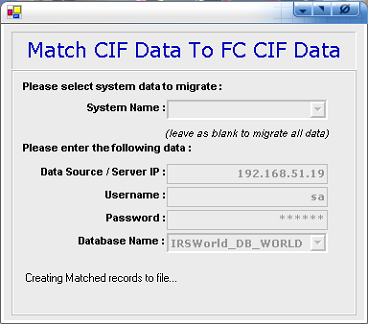 Match CIF Data To FC CIF Data
Please select system data to migrate :
System Name :
(leave as blank to migrate all data)
Please enter the following data :
Data Source / Server IP : 192.168.51.19
Username : sa
Password : ******
Database Name : IRSWorld_DB_WORLD
Creating Matched records to file...